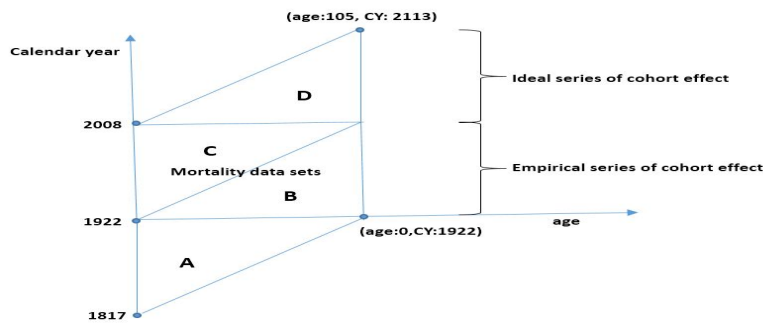 (age:105, CY: 2113)
Calendar year
Ideal series of cohort effect
D
2008
C
Mortality data sets
Empirical series of cohort effect
B
1922
age
(age:0,CY:1922)
A
1817